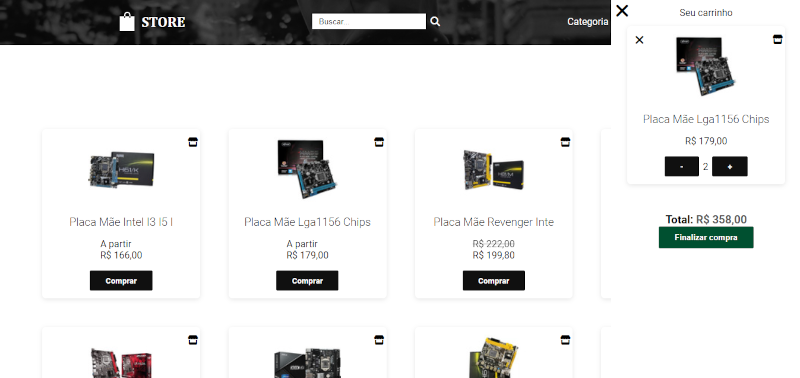 STORE
Buscar...
Categoria
Seu carrinho
Placa Mãe Lga1156 Chips
R$ 179,00
- 2 +
Total: R$ 358,00
Finalizar compra
Placa Mãe Intel I3 I5 I
A partir
R$ 166,00
Comprar
Placa Mãe Lga1156 Chips
A partir
R$ 179,00
Comprar
Placa Mãe Revenger Inte
R$ 222,00
R$ 199,80
Comprar